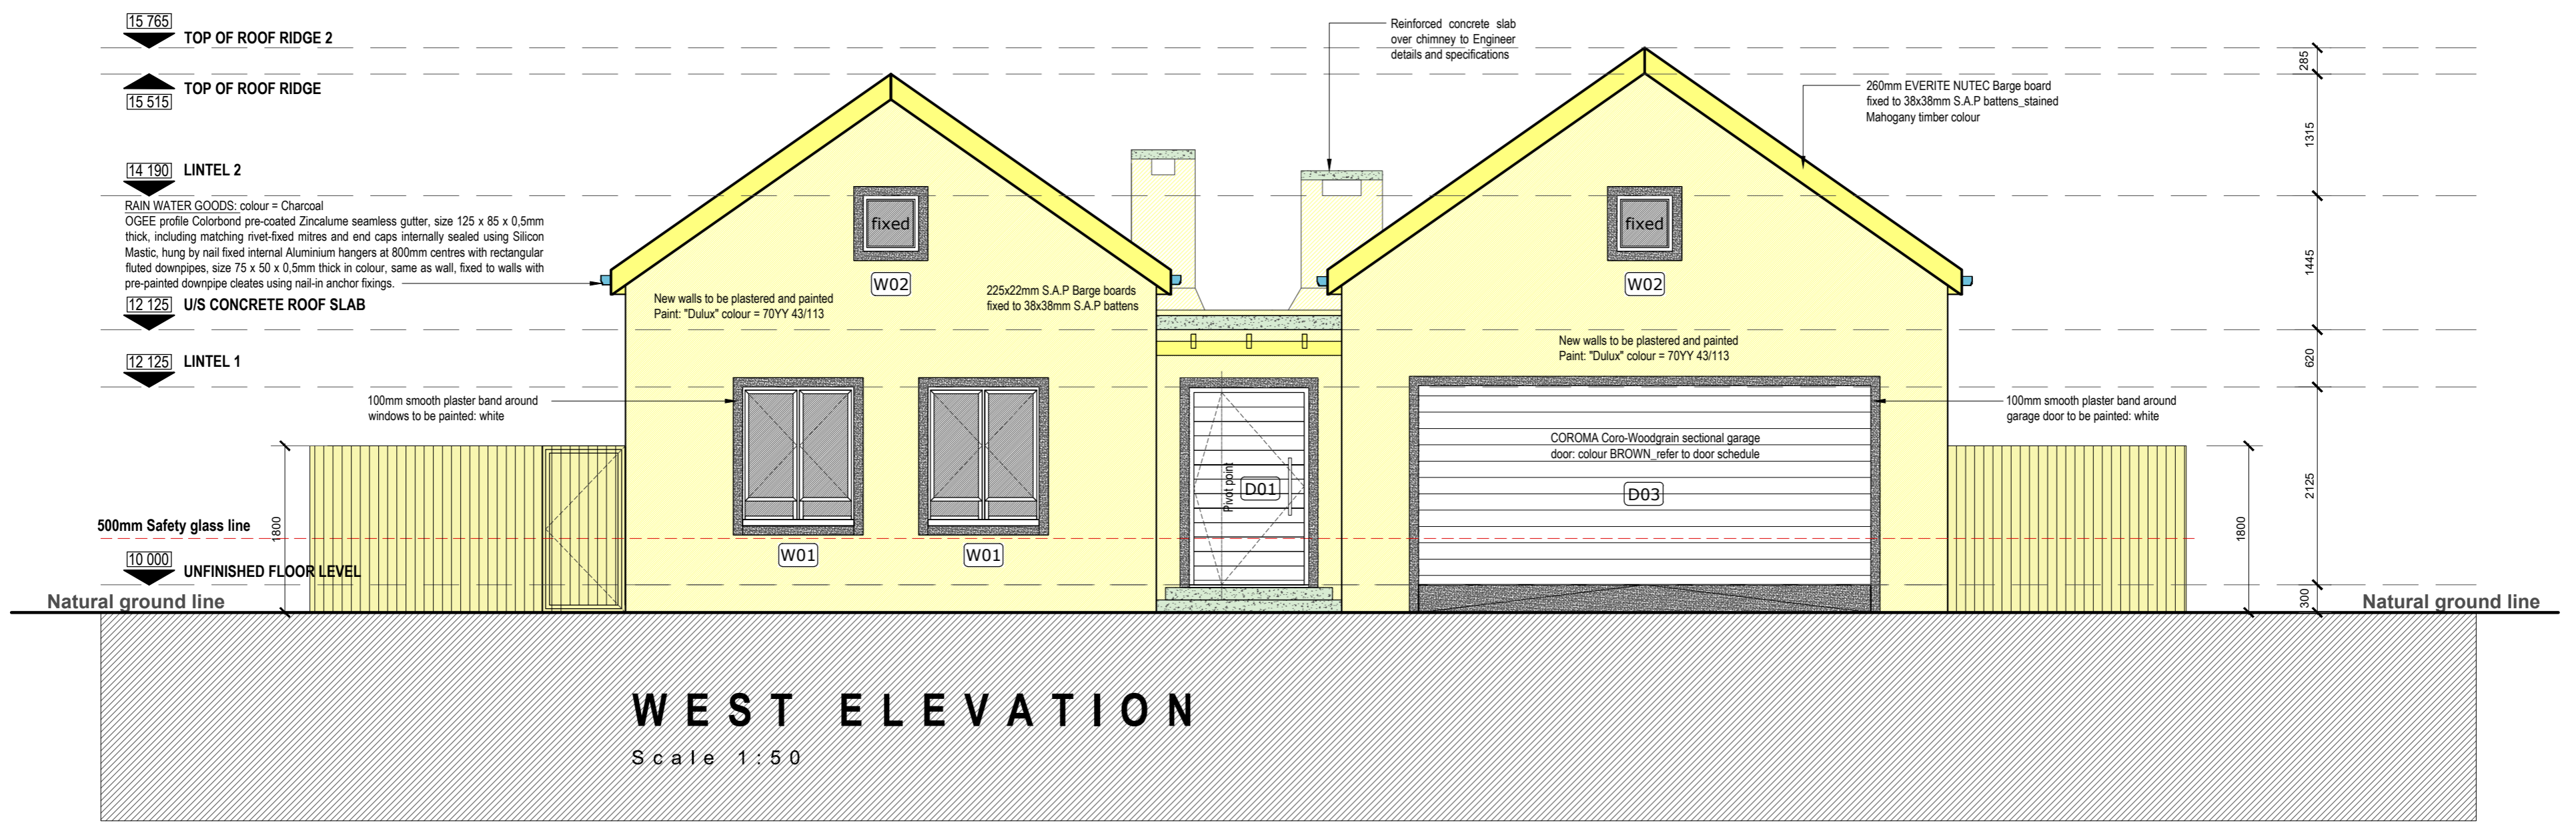 15 765
TOP OF ROOF RIDGE 2
TOP OF ROOF RIDGE
15 515
14 190
LINTEL 2
RAIN WATER GOODS: colour = Charcoal
OGEE profile Colorbond pre-coated Zincalume seamless gutter, size 125 x 85 x 0,5mm
thick, including matching rivet-fixed mitres and end caps internally sealed using Silicon
Mastic, hung by nail fixed internal Aluminium hangers at 800mm centres with rectangular
fluted downpipes, size 75 x 50 x 0,5mm thick in colour, same as wall, fixed to walls with
pre-painted downpipe cleates using nail-in anchor fixings.
12 125
U/S CONCRETE ROOF SLAB
12 125
LINTEL 1
100mm smooth plaster band around
windows to be painted: white
500mm Safety glass line
1800
10 000
UNFINISHED FLOOR LEVEL
Natural ground line
fixed
W02
New walls to be plastered and painted
Paint: "Dulux" colour = 70YY 43/113
225x22mm S.A.P Barge boards
fixed to 38x38mm S.A.P battens
W01
W01
Reinforced concrete slab
over chimney to Engineer
details and specifications
Pivot point
D01
260mm EVERITE NUTEC Barge board
fixed to 38x38mm S.A.P battens_stained
Mahogany timber colour
fixed
W02
New walls to be plastered and painted
Paint: "Dulux" colour = 70YY 43/113
COROMA Coro-Woodgrain sectional garage
door: colour BROWN_refer to door schedule
D03
100mm smooth plaster band around
garage door to be painted: white
1800
285
1315
1445
620
2125
300
Natural ground line
WEST ELEVATION
Scale 1:50